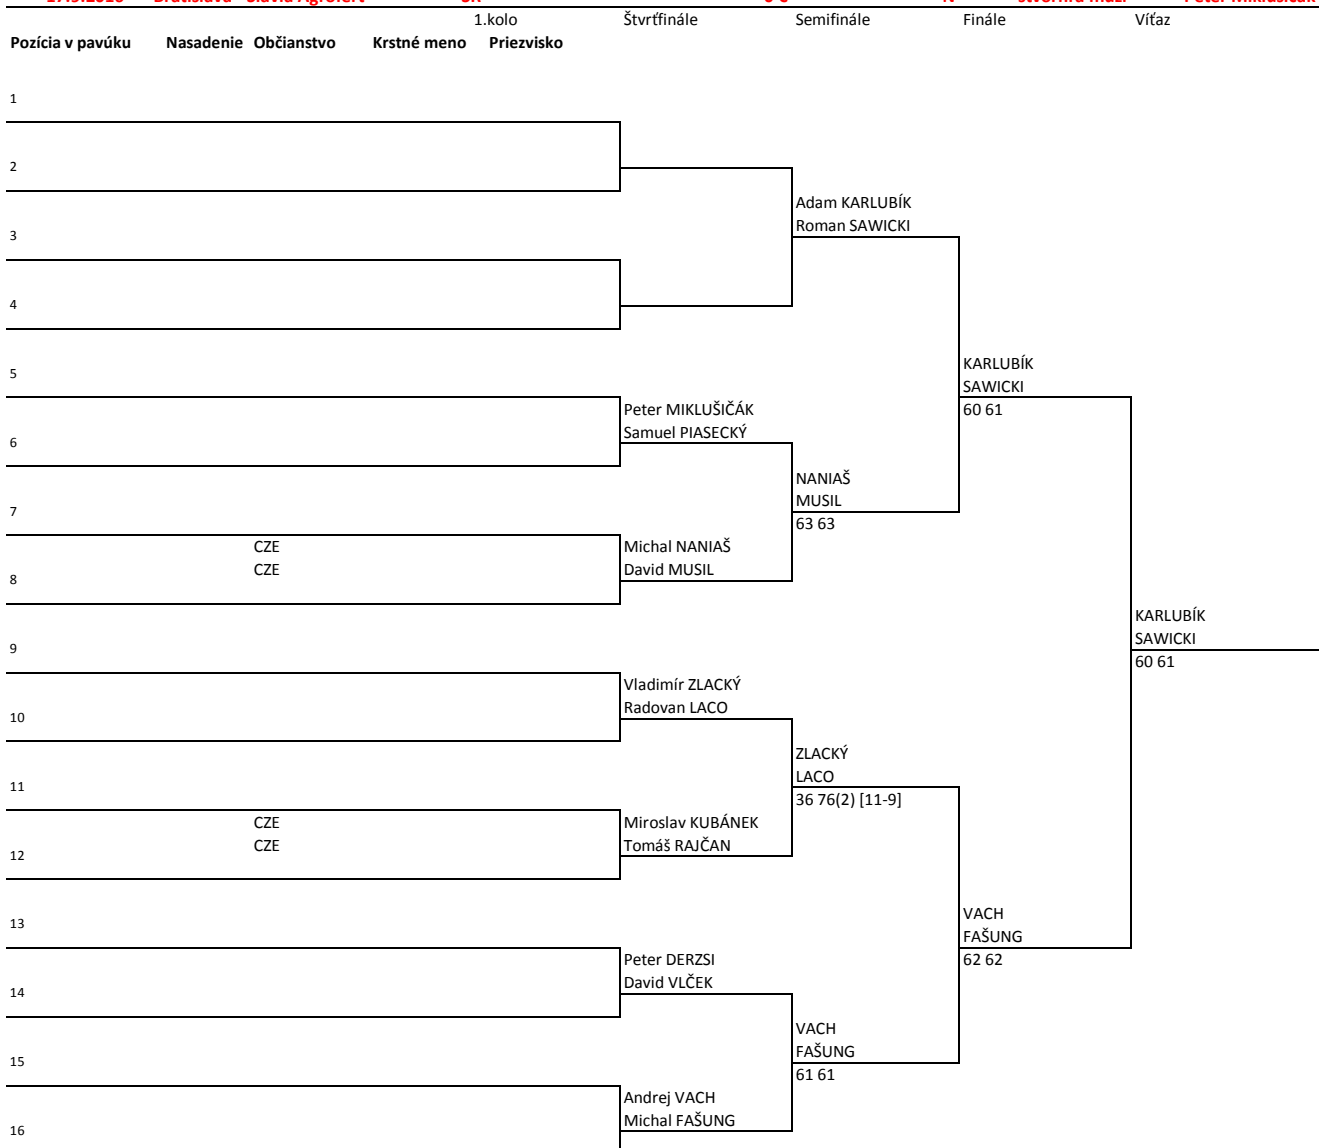 1.kolo Štvrťfinále Semifinále Finále Víťaz
Pozícia v pavúku Nasadenie Občianstvo Krstné meno Priezvisko
1
2
Adam KARLUBÍK
Roman SAWICKI
3
4
5 KARLUBÍK
SAWICKI
Peter MIKLUŠIČÁK 60 61
6 Samuel PIASECKÝ
NANIAŠ
7 MUSIL
63 63
CZE Michal NANIAŠ
8 CZE David MUSIL
KARLUBÍK
9 SAWICKI
60 61
Vladimír ZLACKÝ
10 Radovan LACO
ZLACKÝ
11 LACO
36 76(2) [11-9]
CZE Miroslav KUBÁNEK
12 CZE Tomáš RAJČAN
13 VACH
FAŠUNG
Peter DERZSI 62 62
14 David VLČEK
VACH
15 FAŠUNG
61 61
Andrej VACH
16 Michal FAŠUNG